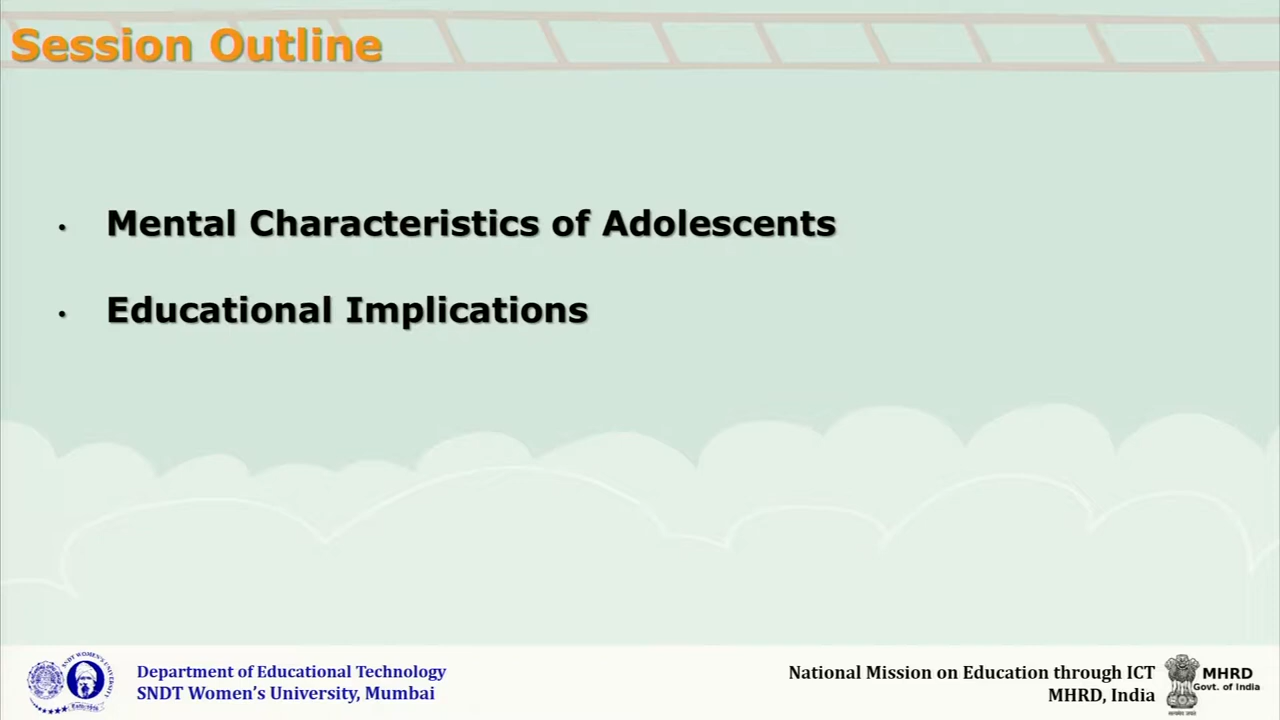 Session Outline
• Mental Characteristics of Adolescents
• Educational Implications
Department of Educational Technology
SNDT Women's University, Mumbai
National Mission on Education through ICT
MHRD, India
MHRD
Govt. of India